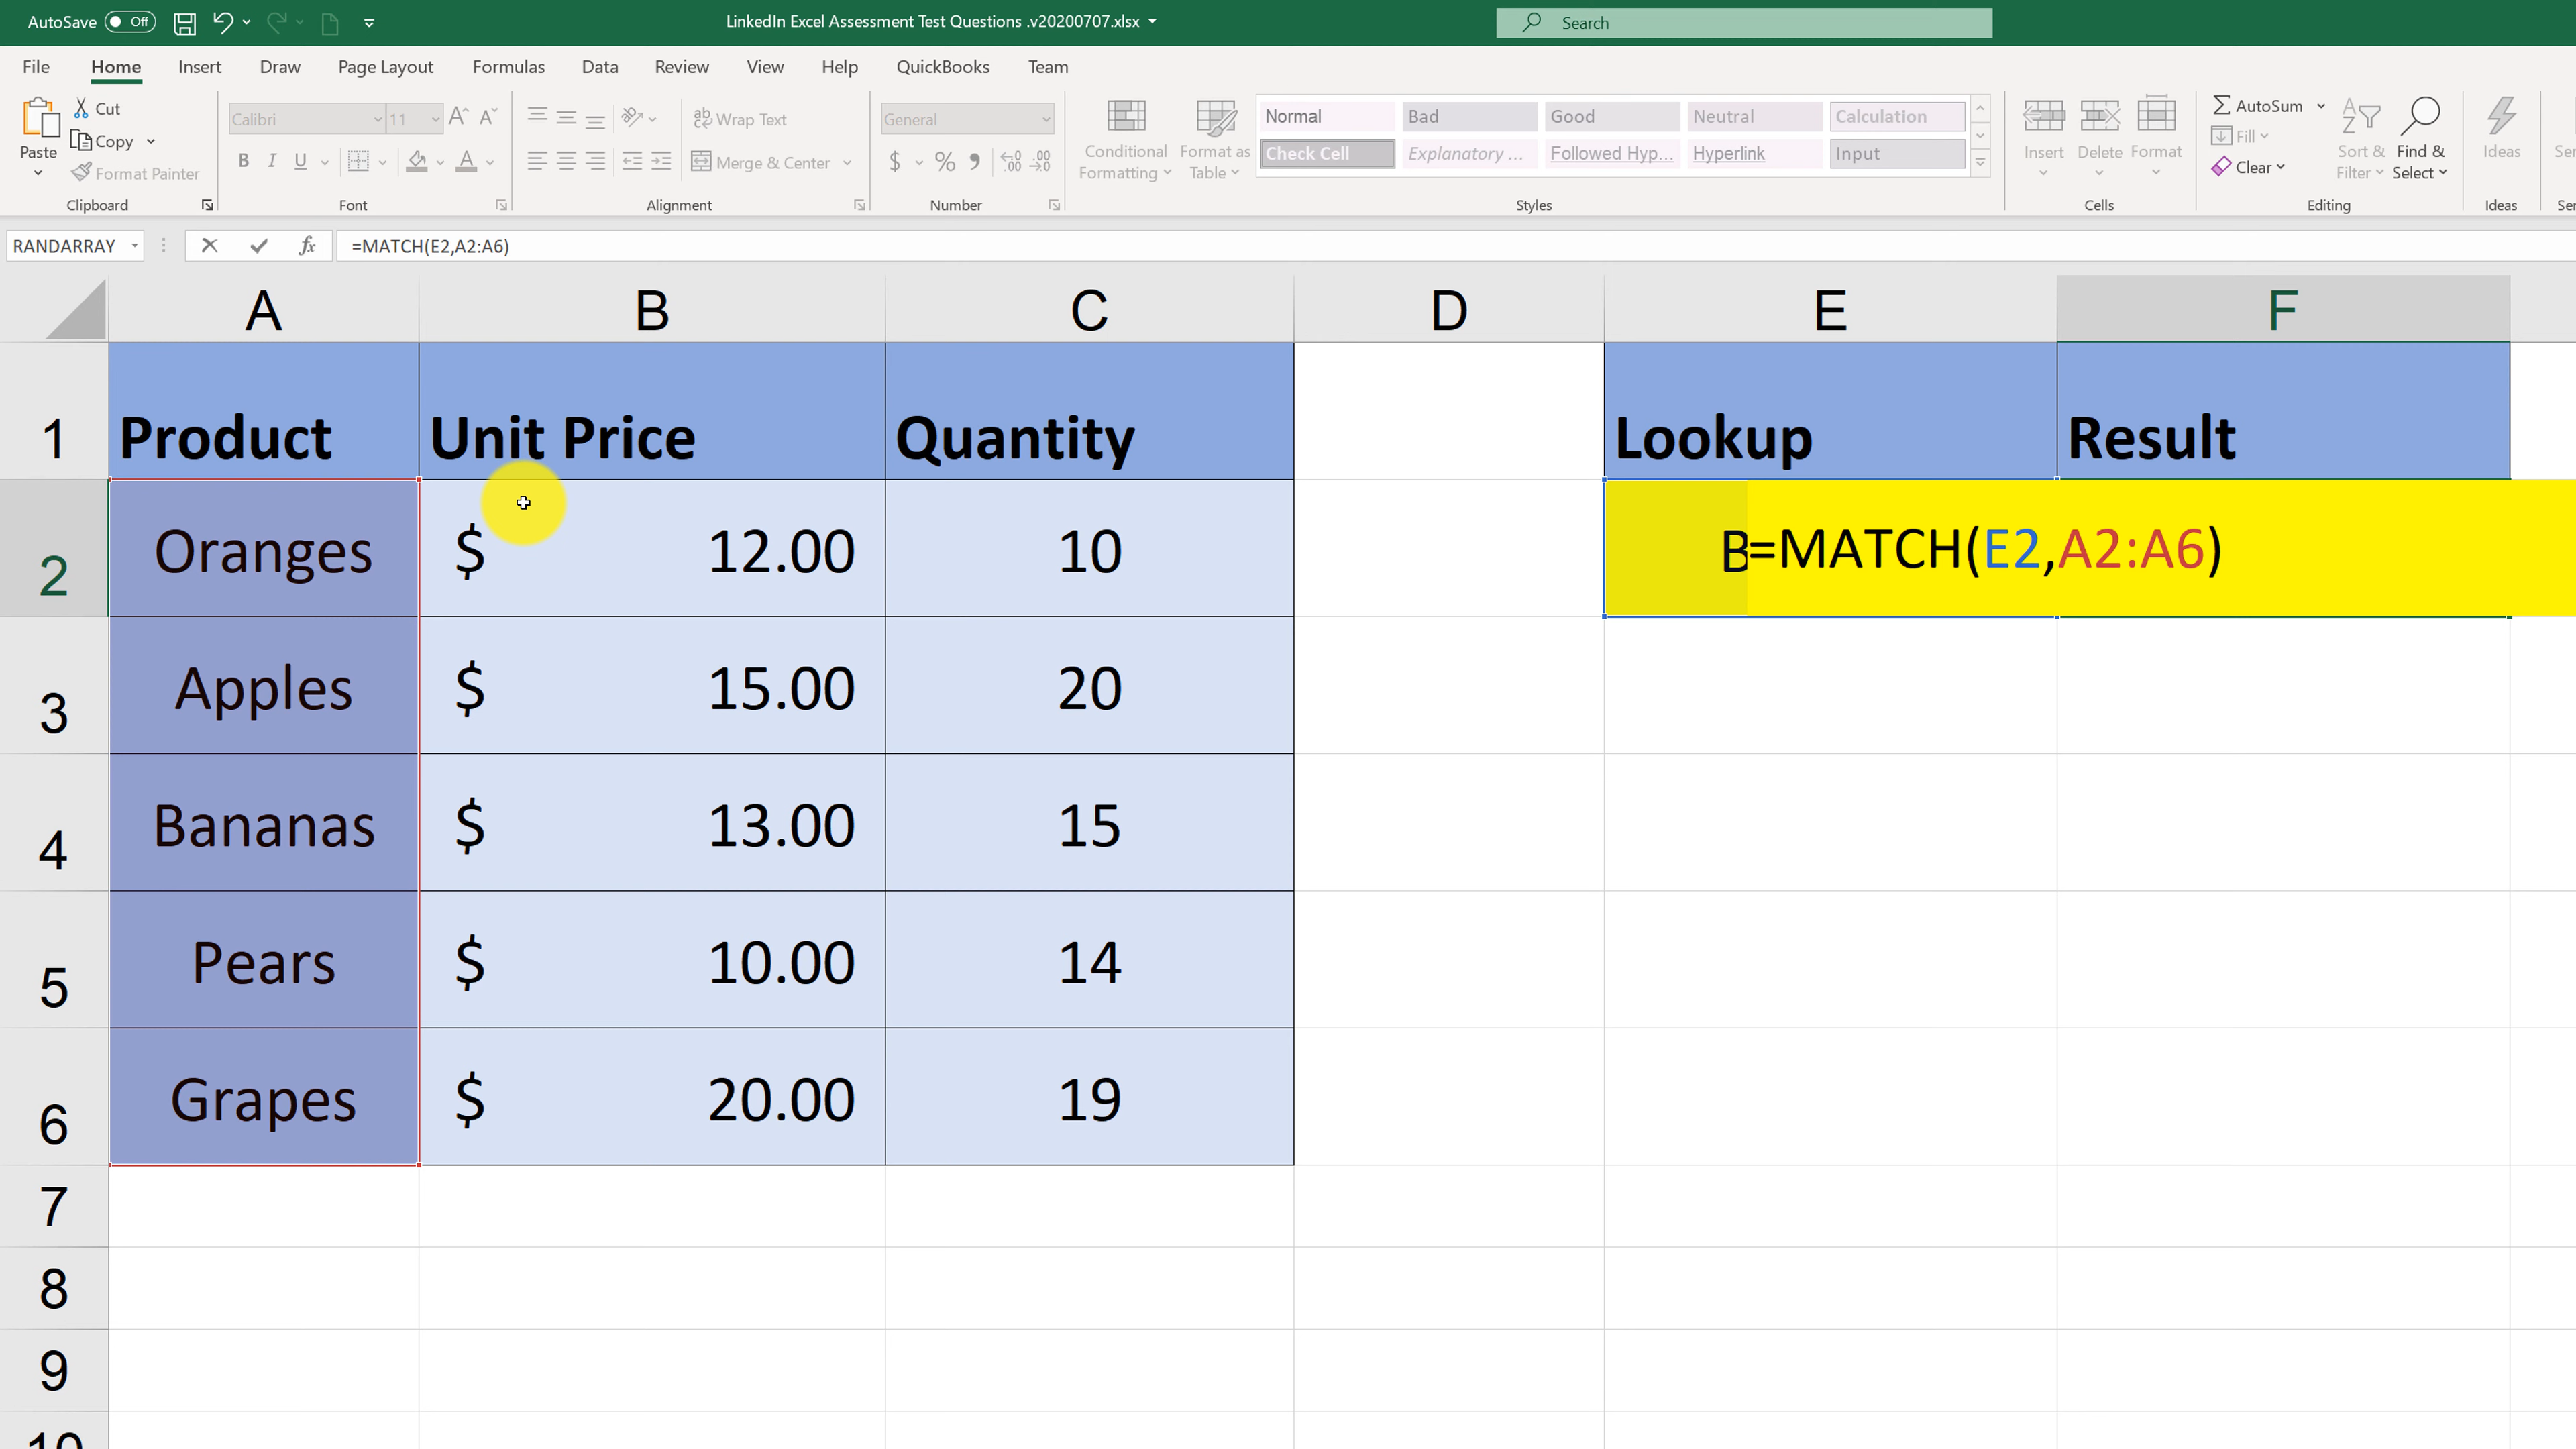 AutoSave Off LinkedIn Excel Assessment Test Questions .v20200707.xlsx Search
File Home Insert Draw Page Layout Formulas Data Review View Help QuickBooks Team
Paste
Cut
Copy
Format Painter
Clipboard
Calibri 11
B I U A
Font
ab Wrap Text
Merge & Center
Alignment
General
$ % 9 .00 .00
Number
Conditional Formatting
Format as Table
Normal Bad Good Neutral Calculation
Check Cell Explanatory ... Followed Hyp... Hyperlink Input
Styles
Insert Delete Format
Cells
AutoSum
Fill
Clear
Sort & Filter
Find & Select
Editing
Ideas
Ideas
RANDARRAY fx =MATCH(E2,A2:A6)
A B C D E F
1 Product Unit Price Quantity Lookup Result
2 Oranges $ 12.00 10 B=MATCH(E2,A2:A6)
3 Apples $ 15.00 20
4 Bananas $ 13.00 15
5 Pears $ 10.00 14
6 Grapes $ 20.00 19
7
8
9
10